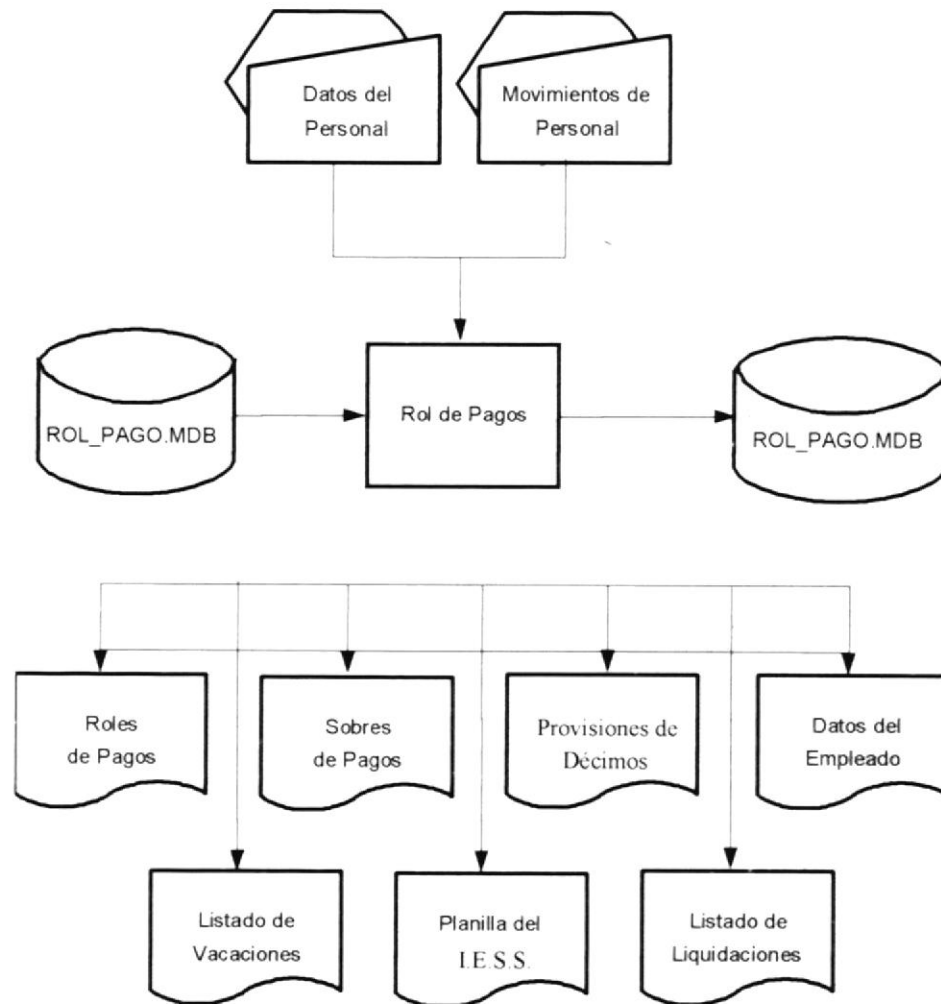 Datos del
Personal
Movimientos de
Personal
ROL_PAGO.MDB
Rol de Pagos
ROL_PAGO.MDB
Roles
de Pagos
Sobres
de Pagos
Provisiones de
Décimos
Datos del
Empleado
Listado de
Vacaciones
Planilla del
I.E.S.S.
Listado de
Liquidaciones